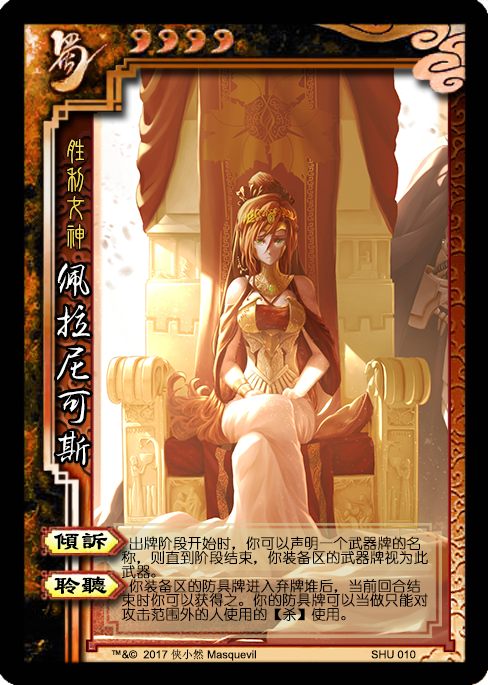 蜀
胜利女神
佩拉尼可斯
傾訴
出牌阶段开始时，你可以声明一个武器牌的名
称，则直到阶段结束，你装备区的武器牌视为此
武器。
聆聽
你装备区的防具牌进入弃牌堆后，当前回合结
束时你可以获得之。你的防具牌可以当做只能对
攻击范围外的人使用的【杀】使用。
™&© 2017 侠小然 Masquevil
SHU 010